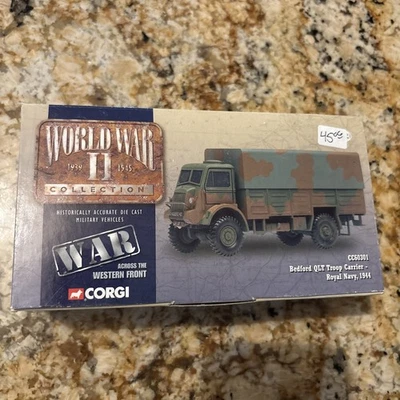 WORLD WAR
II
1939 1945
COLLECTION
HISTORICALLY ACCURATE DIE CAST
MILITARY VEHICLES
WAR
ACROSS THE
WESTERN FRONT
CORGI
CC60301
Bedford QLT Troop Carrier -
Royal Navy, 1944